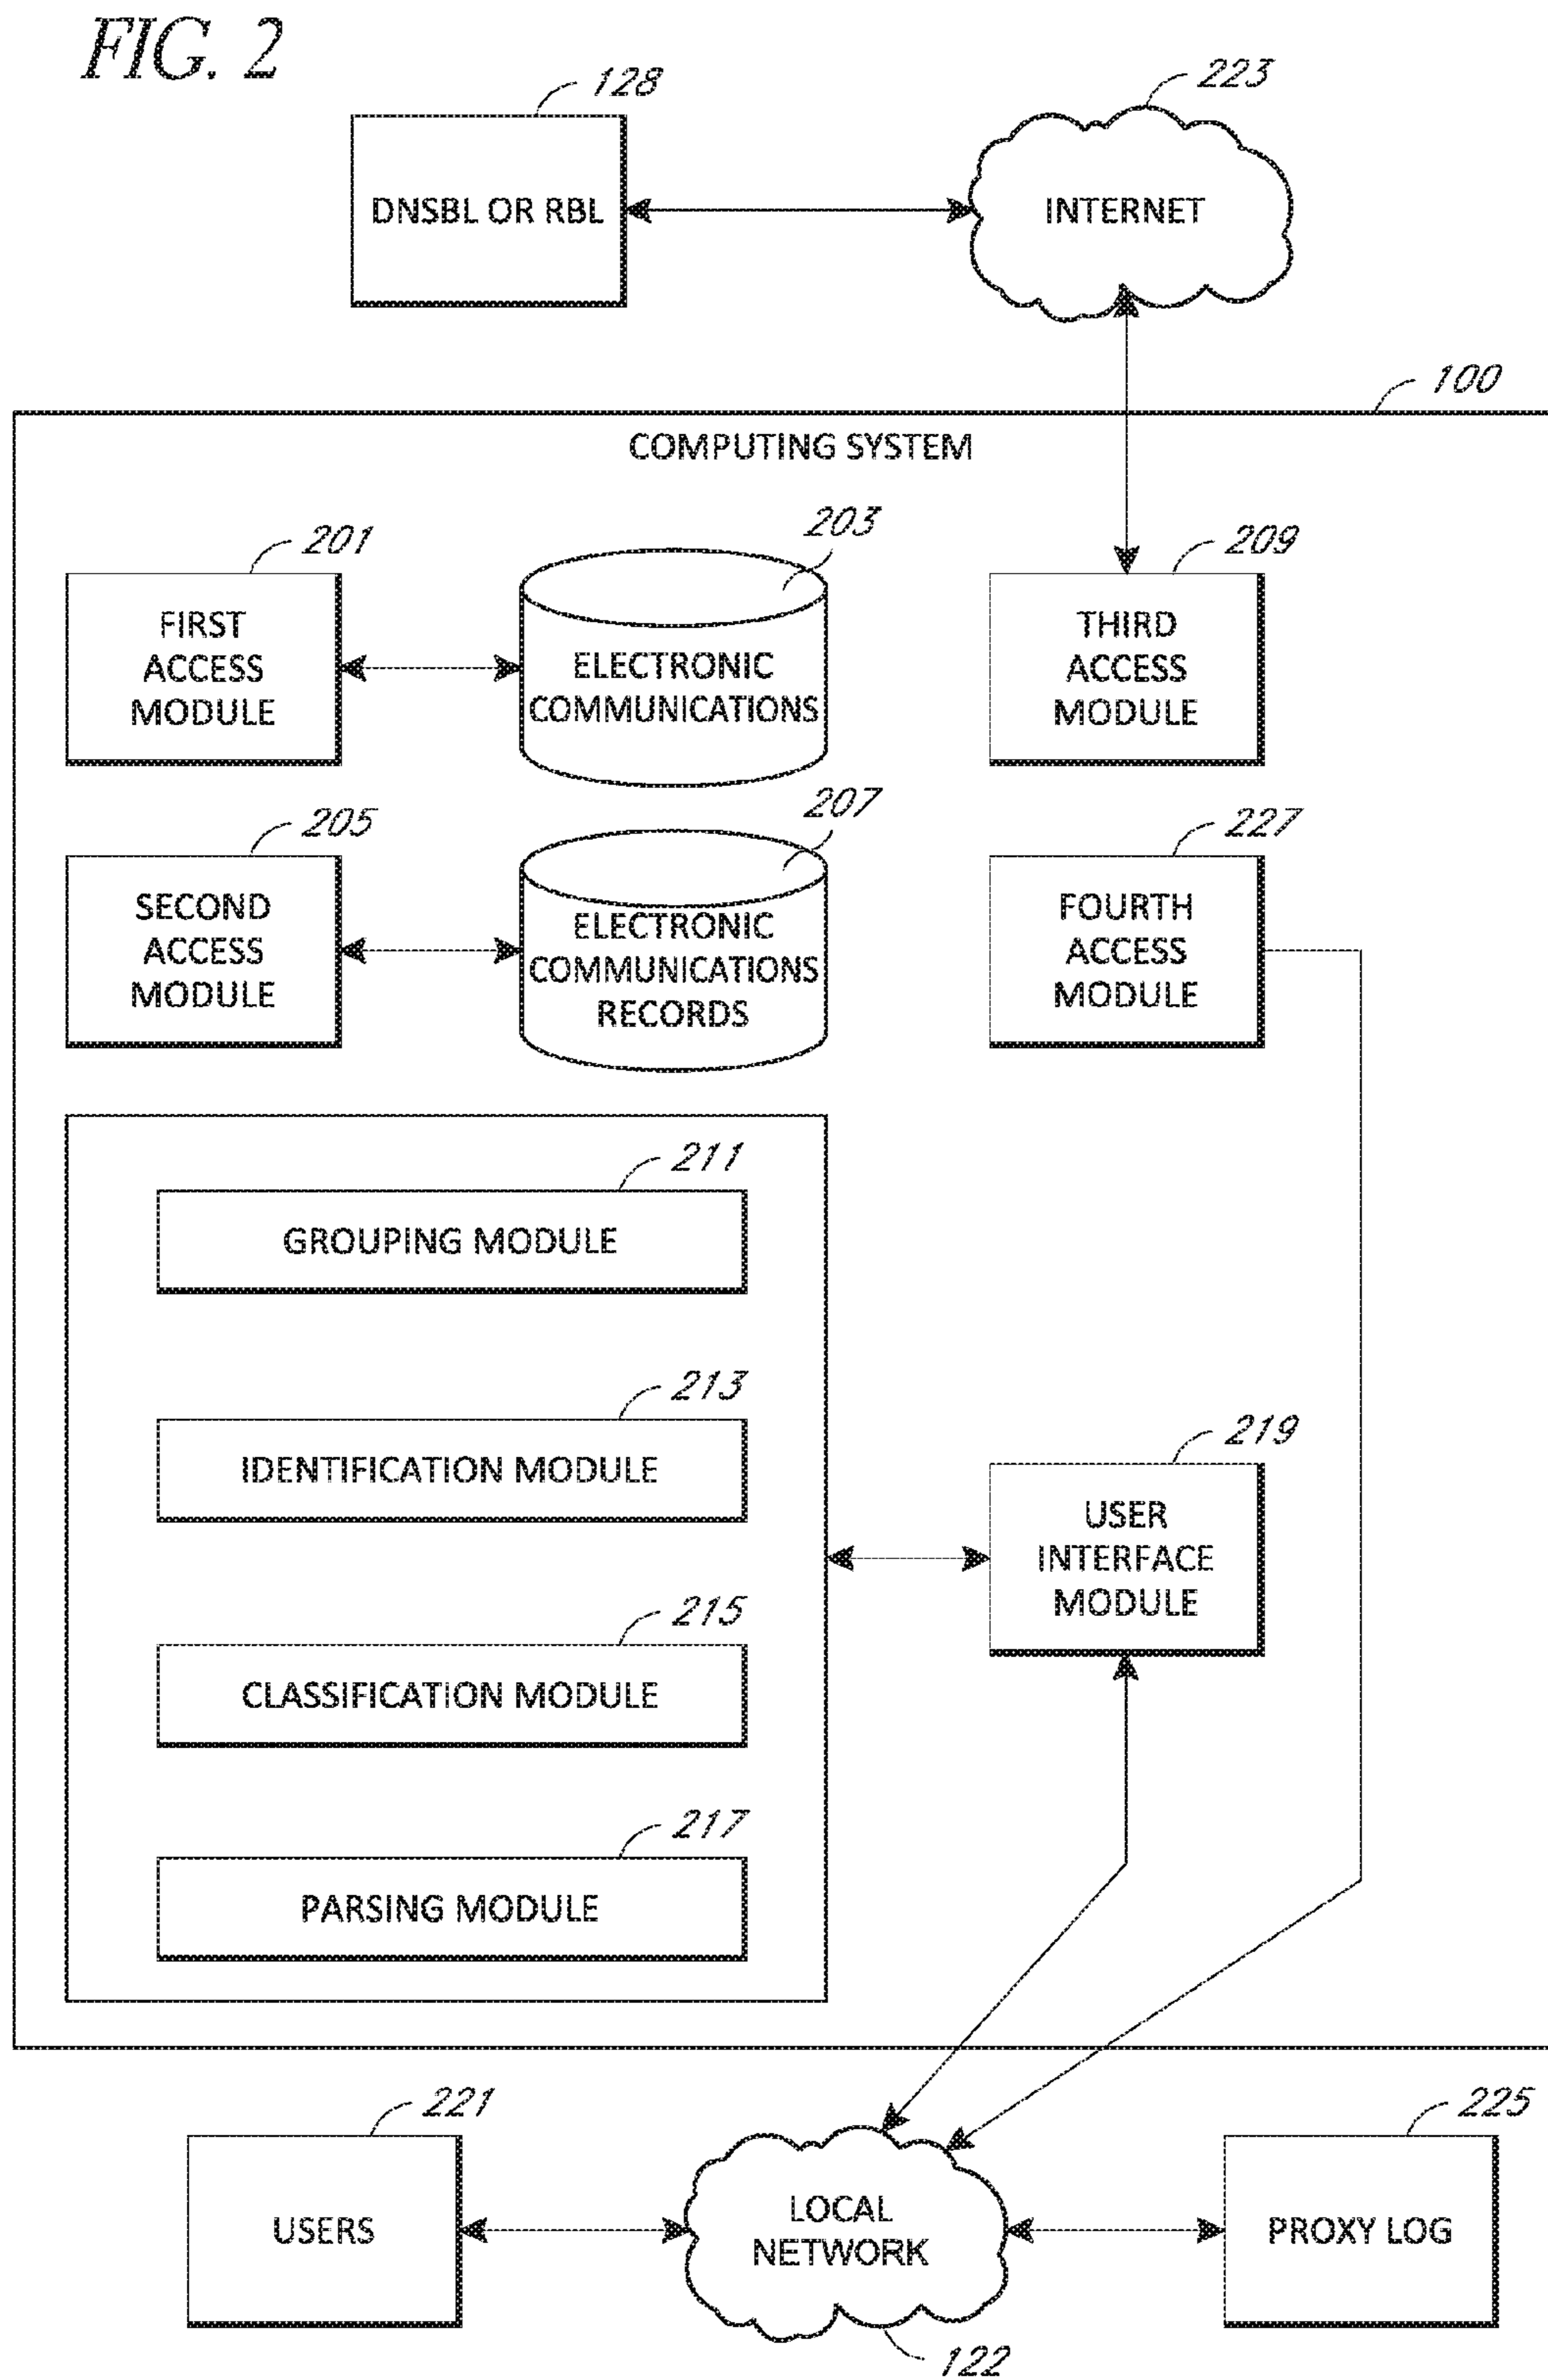 FIG. 2
128
223
DNSBL OR RBL
INTERNET
100
COMPUTING SYSTEM
201
203
209
FIRST
ACCESS
MODULE
ELECTRONIC
COMMUNICATIONS
THIRD
ACCESS
MODULE
205
207
227
SECOND
ACCESS
MODULE
ELECTRONIC
COMMUNICATIONS
RECORDS
FOURTH
ACCESS
MODULE
211
GROUPING MODULE
213
IDENTIFICATION MODULE
219
USER
INTERFACE
MODULE
215
CLASSIFICATION MODULE
217
PARSING MODULE
221
225
USERS
LOCAL
NETWORK
PROXY LOG
122